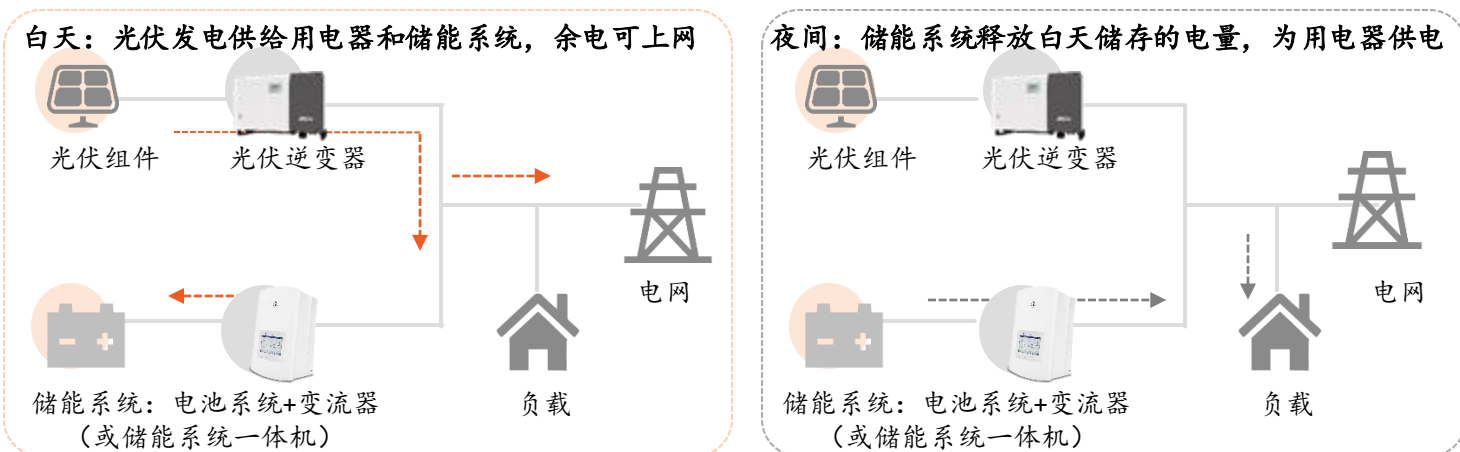 白天：光伏发电供给用电器和储能系统，余电可上网
光伏组件
光伏逆变器
电网
储能系统：电池系统+变流器
（或储能系统一体机）
负载
夜间：储能系统释放白天储存的电量，为用电器供电
光伏组件
光伏逆变器
电网
储能系统：电池系统+变流器
（或储能系统一体机）
负载